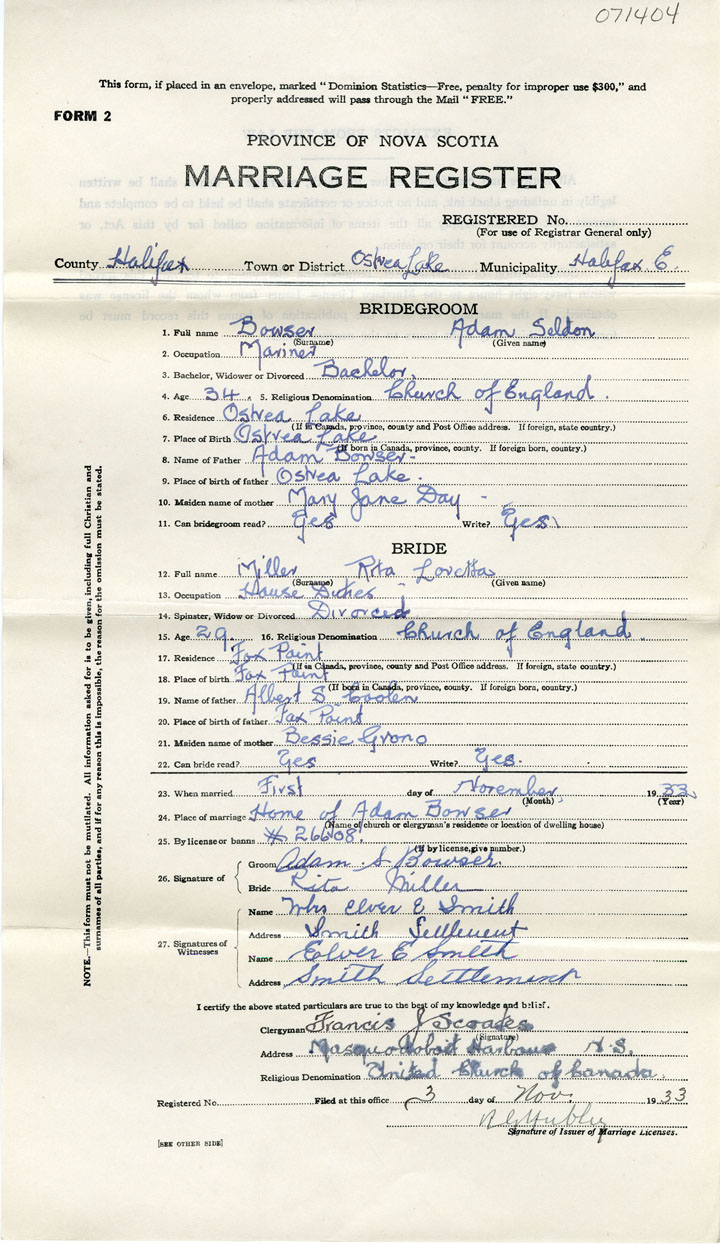 071404
This form, if placed in an envelope, marked "Dominion Statistics—Free, penalty for improper use $300," and
properly addressed will pass through the Mail "FREE."
FORM 2
PROVINCE OF NOVA SCOTIA
MARRIAGE REGISTER
REGISTERED No.
(For use of Registrar General only)
County Halifax Town or District Ostrea Lake Municipality Halifax E.
BRIDEGROOM
1. Full name Bowser Adam Seldon
(Surname) (Given name)
2. Occupation Mariner
3. Bachelor, Widower or Divorced Bachelor.
4. Age 34. 5. Religious Denomination Church of England.
6. Residence Ostrea Lake
(If in Canada, province, county and Post Office address. If foreign, state country.)
7. Place of Birth Ostrea Lake
(If born in Canada, province, county. If foreign born, country.)
8. Name of Father Adam Bowser-
9. Place of birth of father Ostrea Lake.
10. Maiden name of mother Mary Jane Day -
11. Can bridegroom read? Yes Write? Yes
BRIDE
12. Full name Miller Rita Loretta
(Surname) (Given name)
13. Occupation House Duties
14. Spinster, Widow or Divorced Divorced
15. Age 29. 16. Religious Denomination Church of England.
17. Residence Fox Point
(If in Canada, province, county and Post Office address. If foreign, state country.)
18. Place of birth Fox Point
(If born in Canada, province, county. If foreign born, country.)
19. Name of father Albert S Coolen
20. Place of birth of father Fox Point
21. Maiden name of mother Bessie Grono
22. Can bride read? Yes Write? Yes.
23. When married First day of November, 1933
(Month) (Year)
24. Place of marriage Home of Adam Bowser
(Name of church or clergyman's residence or location of dwelling house)
25. By license or banns # 26608.
(If by license, give number.)
26. Signature of
Groom Adam S Bowser.
Bride Rita Miller
27. Signatures of Witnesses
Name Mrs Elver E Smith
Address Smith Settlement
Name Elver E Smith
Address Smith Settlement
NOTE.—This form must not be mutilated. All information asked for is to be given, including full Christian and
surnames of all parties, and if for any reason this is impossible, the reason for the omission must be stated.
I certify the above stated particulars are true to the best of my knowledge and belief.
Clergyman Francis J Scoates
(Signature)
Address Masquodoboit Harbour N.S.
Religious Denomination United Church of Canada.
Registered No. Filed at this office 3 day of Nov. 1933
Signature of Issuer of Marriage Licenses.
[SEE OTHER SIDE]